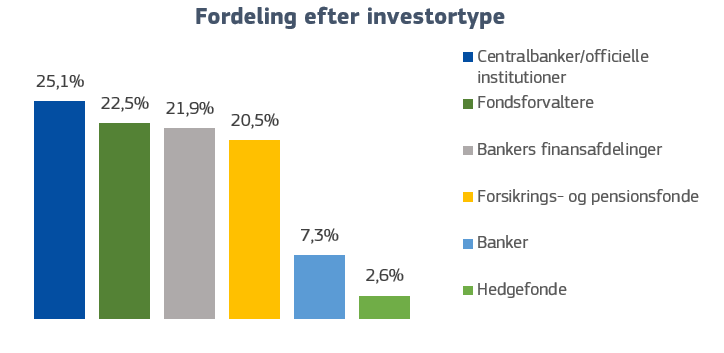 Fordeling efter investortype
25,1%
22,5%
21,9%
20,5%
7,3%
2,6%
Centralbanker/officielle
institutioner
Fondsforvaltere
Bankers finansafdelinger
Forsikrings- og pensionsfonde
Banker
Hedgefonde